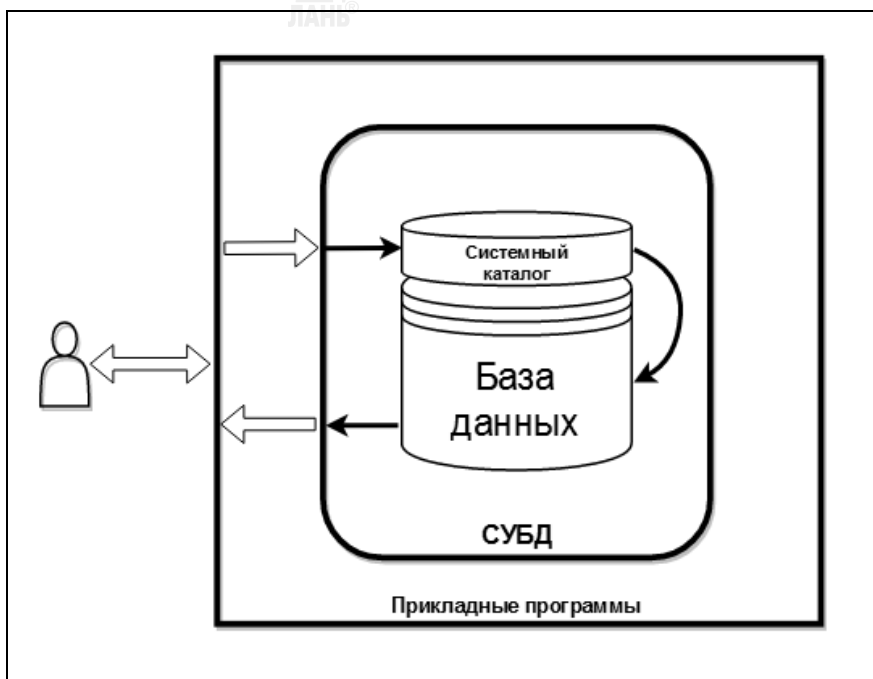 ЛАНЬ®
Системный
каталог
База
данных
СУБД
Прикладные программы